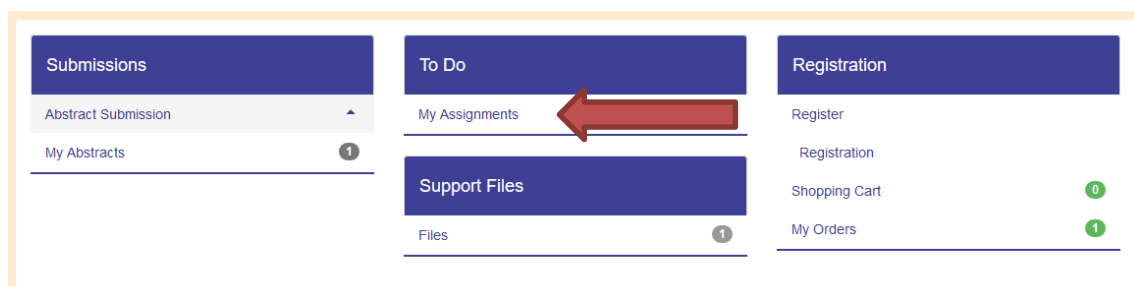 Submissions
Abstract Submission
My Abstracts 1
To Do
My Assignments
Support Files
Files 1
Registration
Register
Registration
Shopping Cart 0
My Orders 1